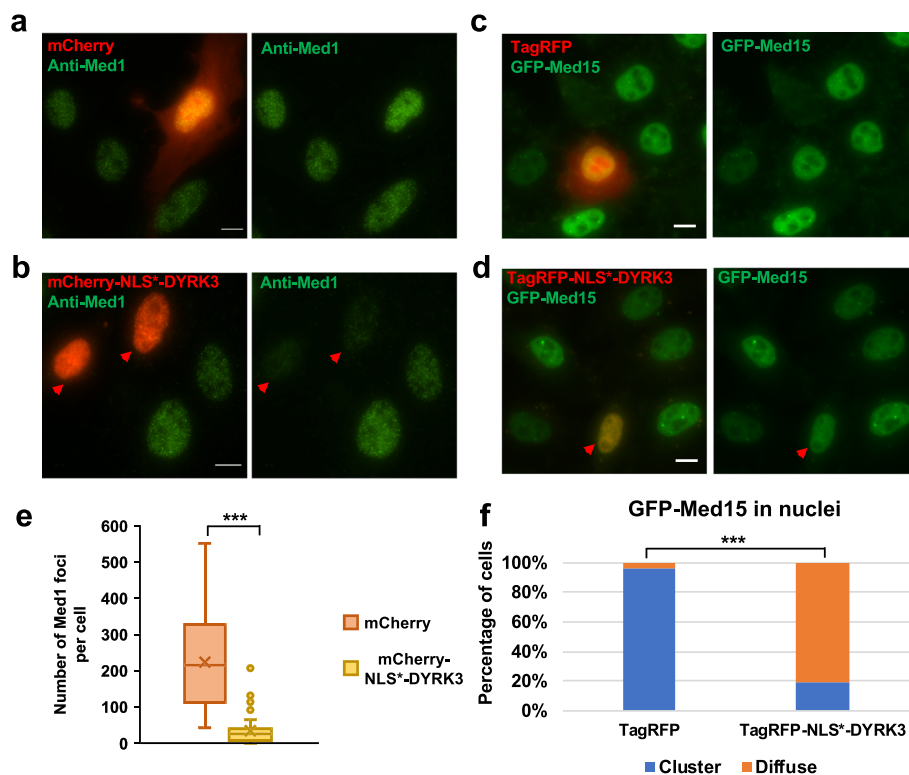 a
mCherry
Anti-Med1
Anti-Med1
c
TagRFP
GFP-Med15
GFP-Med15
b
mCherry-NLS*-DYRK3
Anti-Med1
Anti-Med1
d
TagRFP-NLS*-DYRK3
GFP-Med15
GFP-Med15
e
Number of Med1 foci
per cell
600
500
400
300
200
100
0
***
mCherry
mCherry-
NLS*-DYRK3
f
GFP-Med15 in nuclei
Percentage of cells
100%
80%
60%
40%
20%
0%
***
TagRFP
TagRFP-NLS*-DYRK3
Cluster
Diffuse